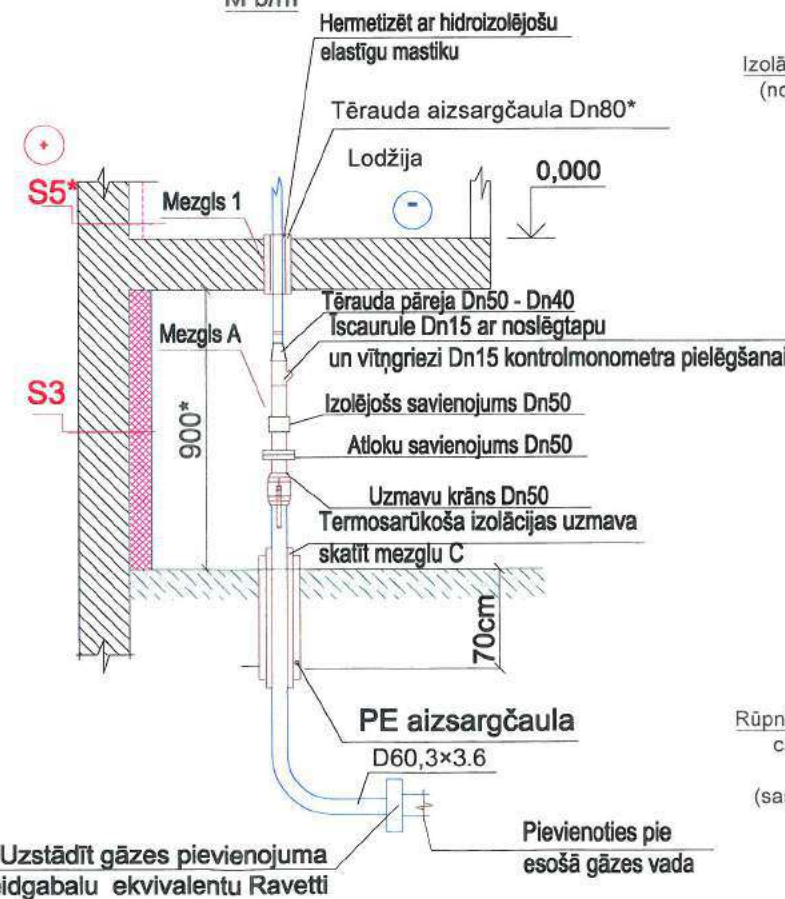 M b/m
Hermetizēt ar hidroizolējošu
elastīgu mastiku
Tērauda aizsargčaula Dn80*
Lodžija
0,000
+
-
S5*
Mezgls 1
Tērauda pāreja Dn50 - Dn40
Īscaurule Dn15 ar noslēgtapu
un vītņgriezi Dn15 kontrolmonometra pielēgšanai
Mezgls A
S3
900*
Izolējošs savienojums Dn50
Atloku savienojums Dn50
Uzmavu krāns Dn50
Termosarūkoša izolācijas uzmava
skatīt mezglu C
70cm
PE aizsargčaula
D60,3×3.6
Uzstādīt gāzes pievienojuma
ekvivalentu Ravetti
Pievienoties pie
esošā gāzes vada